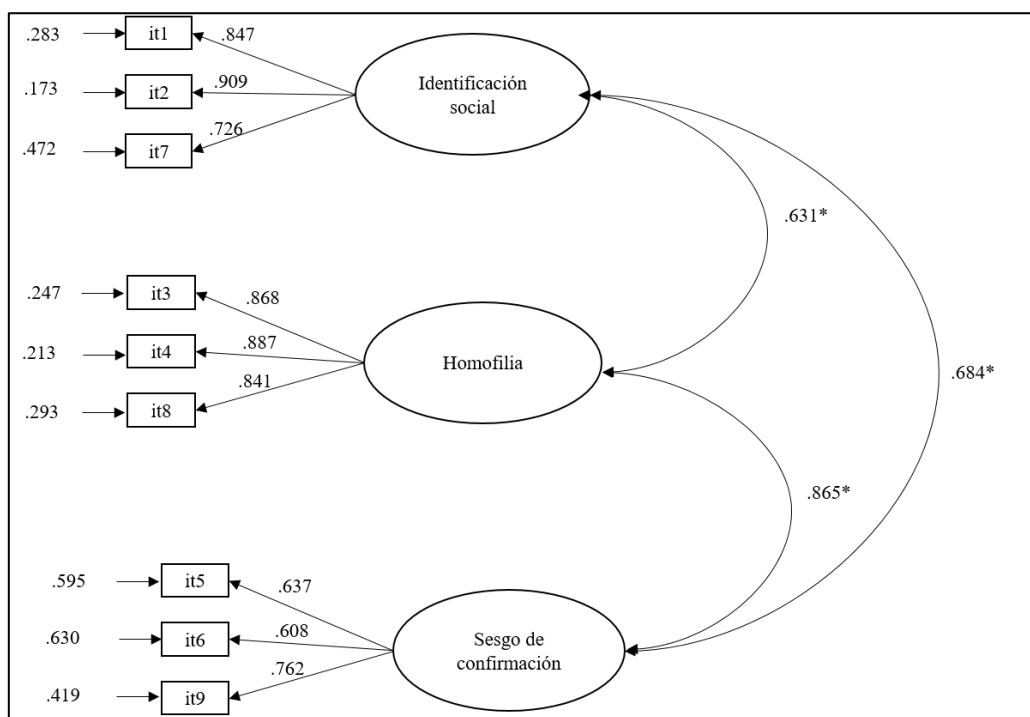 .283
it1
.847
.173
it2
.909
.472
it7
.726
Identificación
social
.631*
.247
it3
.868
.213
it4
.887
.293
it8
.841
Homofilia
.684*
.865*
.595
it5
.637
.630
it6
.608
.419
it9
.762
Sesgo de
confirmación